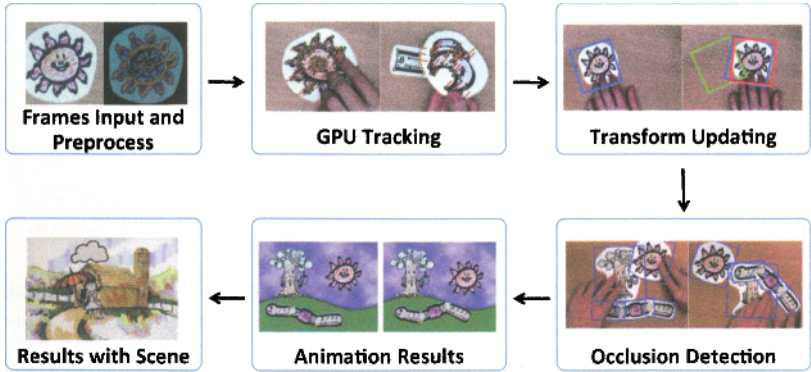 Frames Input and
Preprocess
GPU Tracking
Transform Updating
Results with Scene
Animation Results
Occlusion Detection